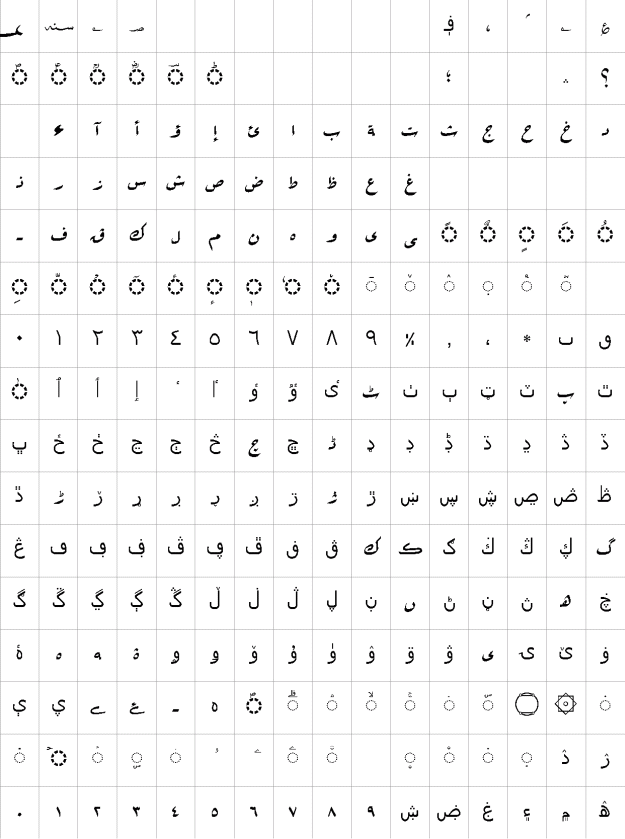 ؀ ؁ ؂ ؃ ؋ ، ؍ ؎ ؏
◌ؐ ◌ؑ ◌ؒ ◌ؓ ◌ؔ ◌ؕ ؛ ؞ ؟
ء آ أ ؤ إ ئ ا ب ة ت ث ج ح خ د
ذ ر ز س ش ص ض ط ظ ع غ
ـ ف ق ك ل م ن ه و ى ي ◌ً ◌ٌ ◌ٍ ◌َ ◌ُ
◌ِ ◌ّ ◌ْ ◌ٓ ◌ٔ ◌ٕ ◌ٖ ◌ٗ ◌٘ ◌ٙ ◌ٚ ◌ٛ ◌ٜ ◌ٝ ◌ٞ
٠ ١ ٢ ٣ ٤ ٥ ٦ ٧ ٨ ٩ ٪ ٫ ٬ ٭ ٮ ٯ
◌ٰ ٱ ٲ ٳ ٴ ٵ ٶ ٷ ٸ ٹ ٺ ٻ ټ ٽ پ ٿ
ڀ ځ ڂ ڃ ڄ څ چ ڇ ڈ ډ ڊ ڋ ڌ ڍ ڎ ڏ
ڐ ڑ ڒ ړ ڔ ڕ ږ ڗ ژ ڙ ښ ڛ ڜ ڝ ڞ ڟ
ڠ ڡ ڢ ڣ ڤ ڥ ڦ ڧ ڨ ک ڪ ګ ڬ ڭ ڮ گ
ڰ ڱ ڲ ڳ ڴ ڵ ڶ ڷ ڸ ڹ ں ڻ ڼ ڽ ھ ڿ
ۀ ہ ۂ ۃ ۄ ۅ ۆ ۇ ۈ ۉ ۊ ۋ ی ۍ ێ ۏ
ې ۑ ے ۓ ۔ ە ◌ۖ ◌ۗ ◌ۘ ◌ۙ ◌ۚ ◌ۛ ◌ۜ ۝ ۞ ◌۟
◌۠ ◌ۡ ◌ۢ ◌ۣ ◌ۤ ۥ ۦ ◌ۧ ◌ۨ ◌۪ ◌۫ ◌۬ ◌ۭ ۮ ۯ
۰ ۱ ۲ ۳ ۴ ۵ ۶ ۷ ۸ ۹ ۺ ۻ ۼ ۽ ۾ ۿ